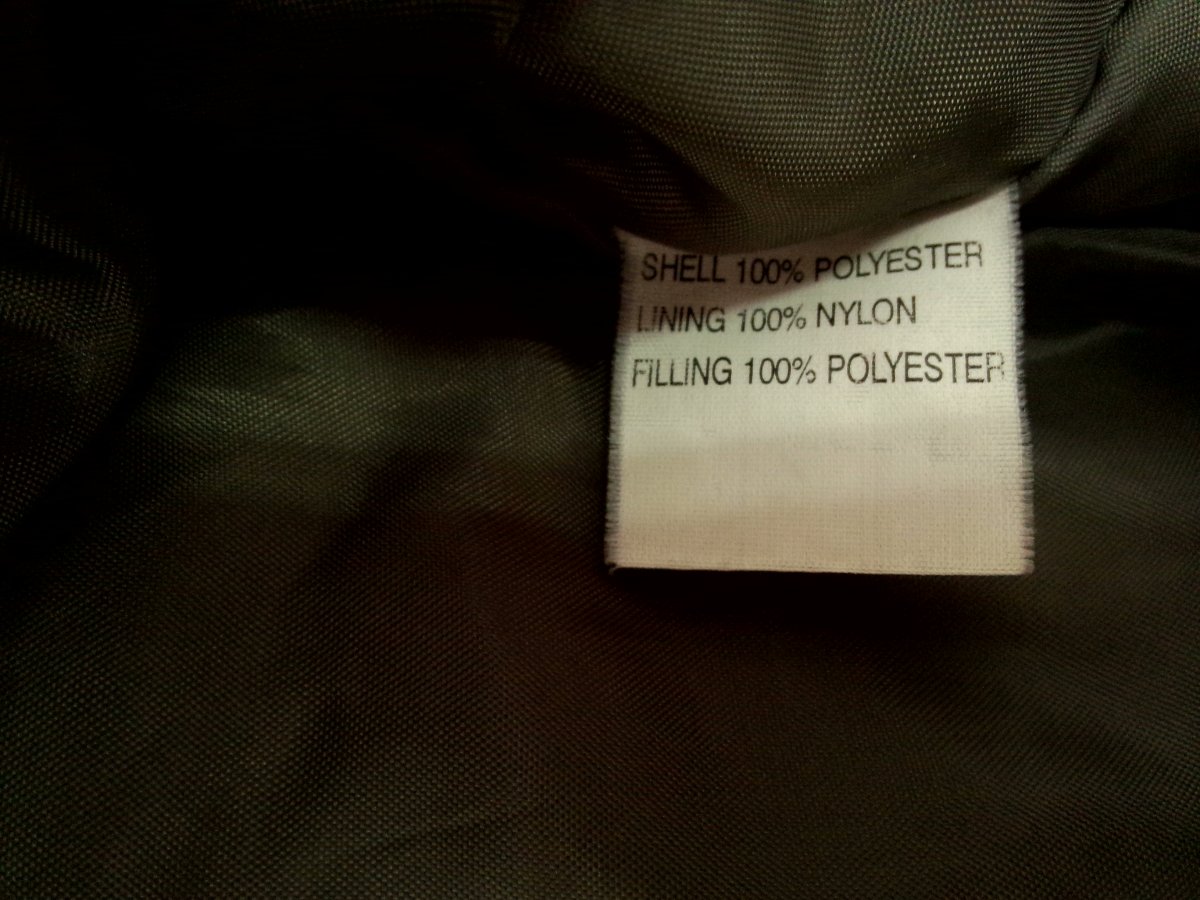 SHELL 100% POLYESTER
LINING 100% NYLON
FILLING 100% POLYESTER